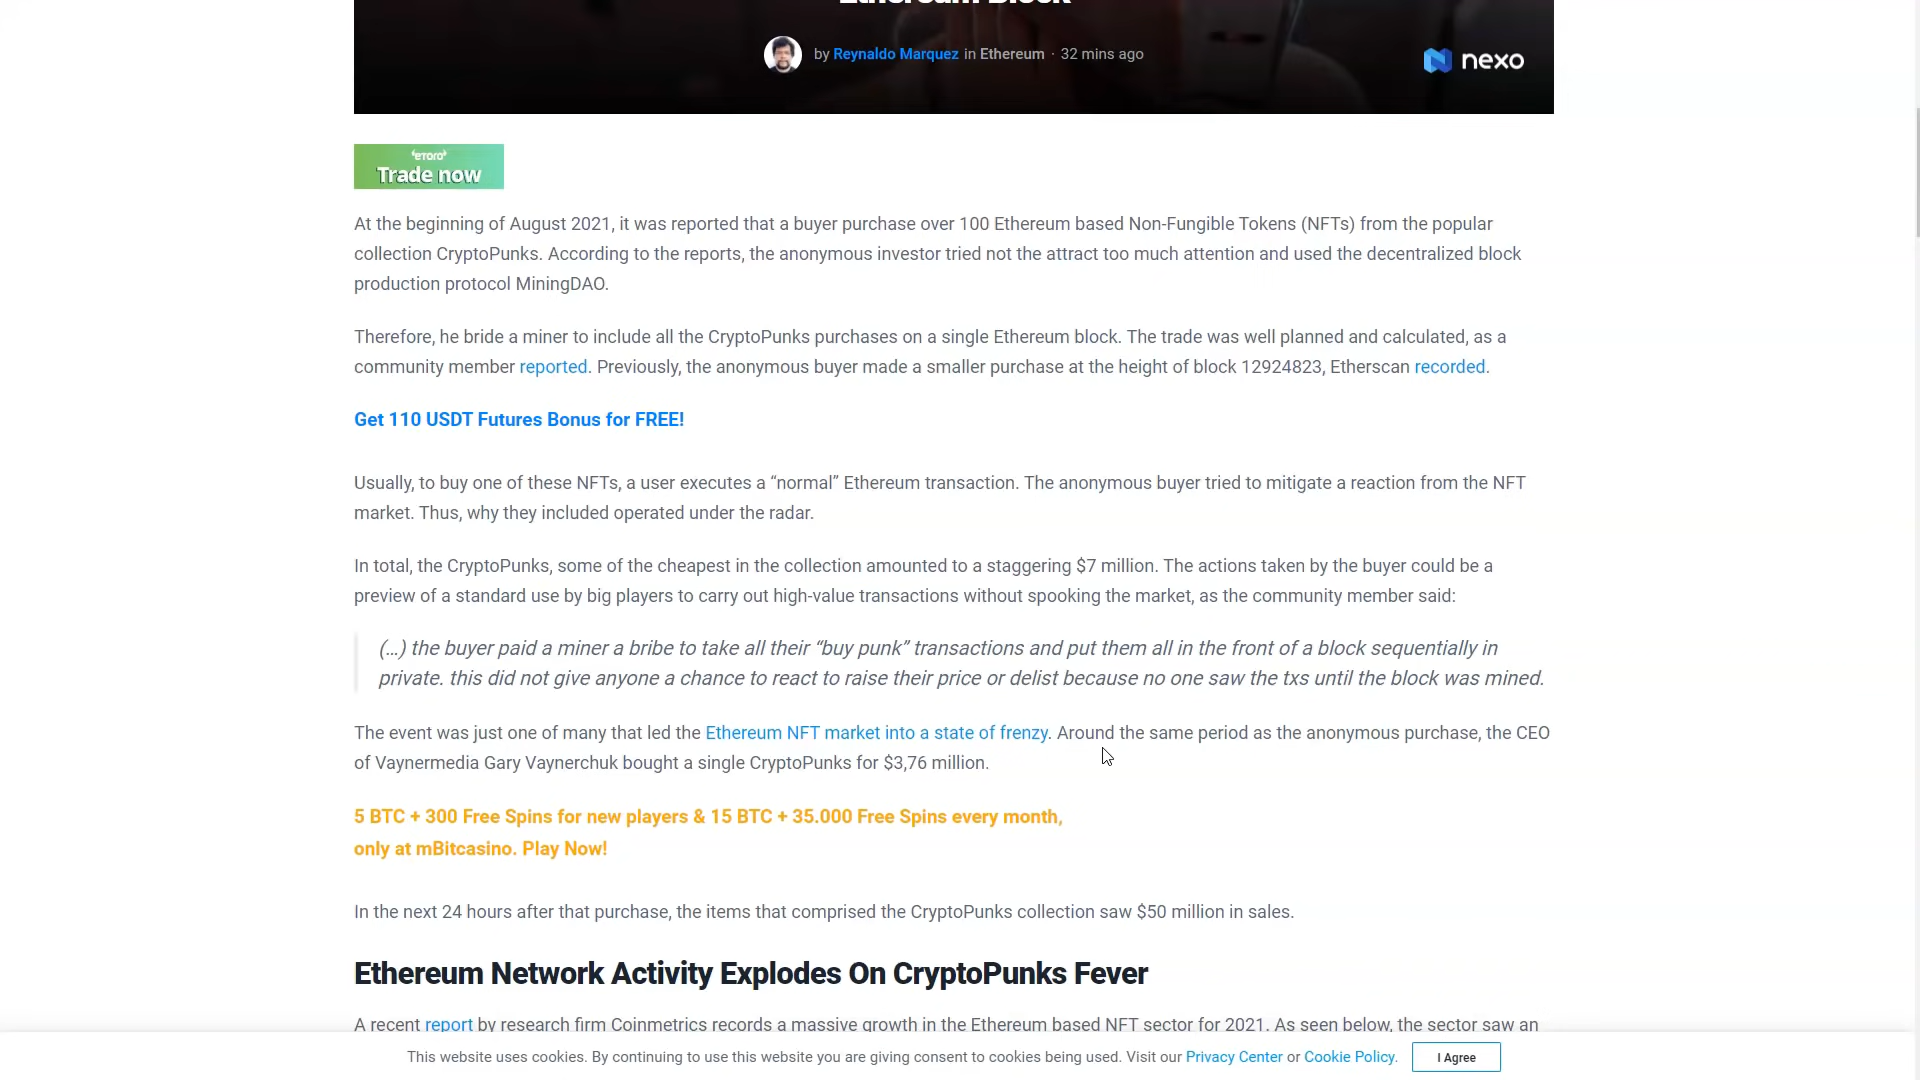 Ethereum Block
by Reynaldo Marquez in Ethereum · 32 mins ago
nexo
eToro
Trade now
At the beginning of August 2021, it was reported that a buyer purchase over 100 Ethereum based Non-Fungible Tokens (NFTs) from the popular
collection CryptoPunks. According to the reports, the anonymous investor tried not the attract too much attention and used the decentralized block
production protocol MiningDAO.
Therefore, he bride a miner to include all the CryptoPunks purchases on a single Ethereum block. The trade was well planned and calculated, as a
community member reported. Previously, the anonymous buyer made a smaller purchase at the height of block 12924823, Etherscan recorded.
Get 110 USDT Futures Bonus for FREE!
Usually, to buy one of these NFTs, a user executes a “normal” Ethereum transaction. The anonymous buyer tried to mitigate a reaction from the NFT
market. Thus, why they included operated under the radar.
In total, the CryptoPunks, some of the cheapest in the collection amounted to a staggering $7 million. The actions taken by the buyer could be a
preview of a standard use by big players to carry out high-value transactions without spooking the market, as the community member said:
(…) the buyer paid a miner a bribe to take all their “buy punk” transactions and put them all in the front of a block sequentially in
private. this did not give anyone a chance to react to raise their price or delist because no one saw the txs until the block was mined.
The event was just one of many that led the Ethereum NFT market into a state of frenzy. Around the same period as the anonymous purchase, the CEO
of Vaynermedia Gary Vaynerchuk bought a single CryptoPunks for $3,76 million.
5 BTC + 300 Free Spins for new players & 15 BTC + 35.000 Free Spins every month,
only at mBitcasino. Play Now!
In the next 24 hours after that purchase, the items that comprised the CryptoPunks collection saw $50 million in sales.
Ethereum Network Activity Explodes On CryptoPunks Fever
A recent report by research firm Coinmetrics records a massive growth in the Ethereum based NFT sector for 2021. As seen below, the sector saw an
This website uses cookies. By continuing to use this website you are giving consent to cookies being used. Visit our Privacy Center or Cookie Policy. I Agree